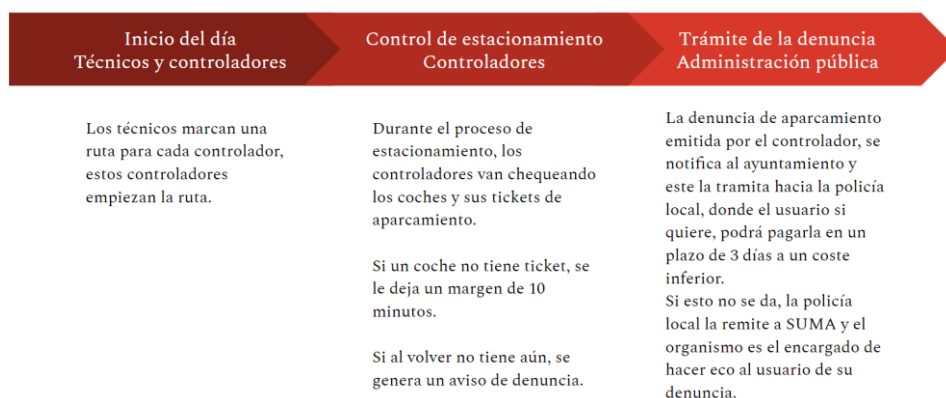 Inicio del día
Técnicos y controladores
Control de estacionamiento
Controladores
Trámite de la denuncia
Administración pública
Los técnicos marcan una
ruta para cada controlador,
estos controladores
empiezan la ruta.
Durante el proceso de
estacionamiento, los
controladores van chequeando
los coches y sus tickets de
aparcamiento.
Si un coche no tiene ticket, se
le deja un margen de 10
minutos.
Si al volver no tiene aún, se
genera un aviso de denuncia.
La denuncia de aparcamiento
emitida por el controlador, se
notifica al ayuntamiento y
este la tramita hacia la policía
local, donde el usuario si
quiere, podrá pagarla en un
plazo de 3 días a un coste
inferior.
Si esto no se da, la policía
local la remite a SUMA y el
organismo es el encargado de
hacer eco al usuario de su
denuncia.